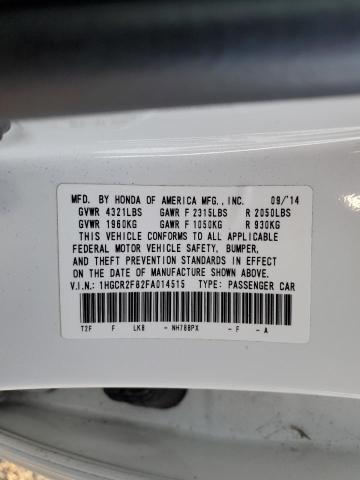 MFD. BY HONDA OF AMERICA MFG., INC. 09/'14
GVWR 4321LBS GAWR F 2315LBS R 2050LBS
GVWR 1960KG GAWR F 1050KG R 930KG
THIS VEHICLE CONFORMS TO ALL APPLICABLE
FEDERAL MOTOR VEHICLE SAFETY, BUMPER,
AND THEFT PREVENTION STANDARDS IN EFFECT
ON THE DATE OF MANUFACTURE SHOWN ABOVE.
V.I.N.: 1HGCR2F82FA014515 TYPE: PASSENGER CAR
T2F F LK8 - NH788PX - F - A